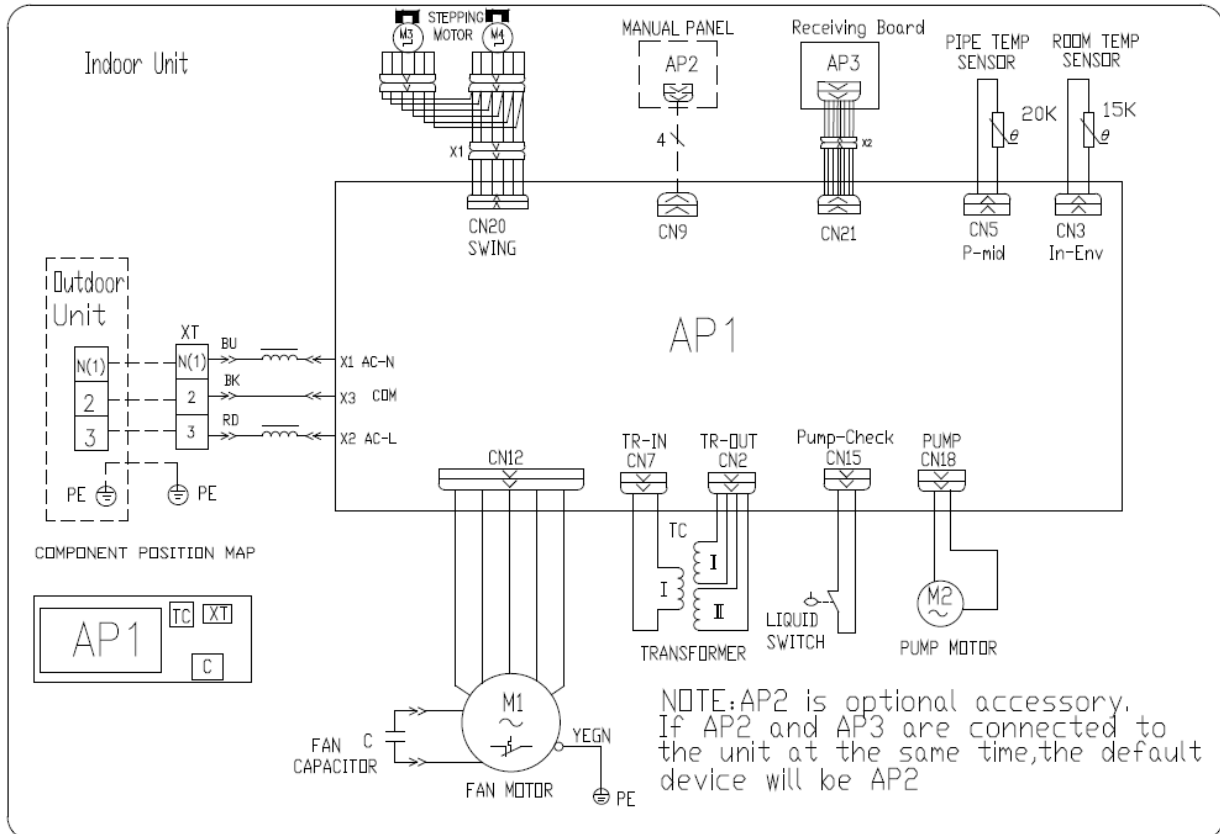 STEPPING
MOTOR
M3
M4
MANUAL PANEL
AP2
4
Receiving Board
AP3
X2
PIPE TEMP
SENSOR
20K
θ
ROOM TEMP
SENSOR
15K
θ
Indoor Unit
X1
CN20
SWING
CN9
CN21
CN5
P-mid
CN3
In-Env
Outdoor
Unit
N(1)
2
3
PE
XT
N(1)
2
3
PE
BU
BK
RD
X1 AC-N
X3 COM
X2 AC-L
AP1
CN12
TR-IN
CN7
TR-OUT
CN2
Pump-Check
CN15
PUMP
CN18
COMPONENT POSITION MAP
AP1
TC
XT
C
TC
I
I
II
TRANSFORMER
LIQUID
SWITCH
M2
~
PUMP MOTOR
M1
~
YEGN
PE
FAN
CAPACITOR
C
FAN MOTOR
NOTE:AP2 is optional accessory.
If AP2 and AP3 are connected to
the unit at the same time,the default
device will be AP2